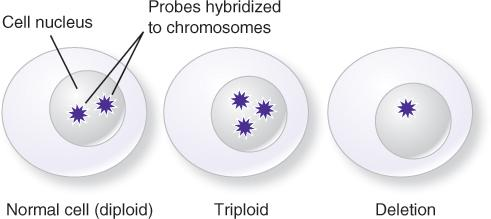 Cell nucleus
Probes hybridized
to chromosomes
Normal cell (diploid)
Triploid
Deletion